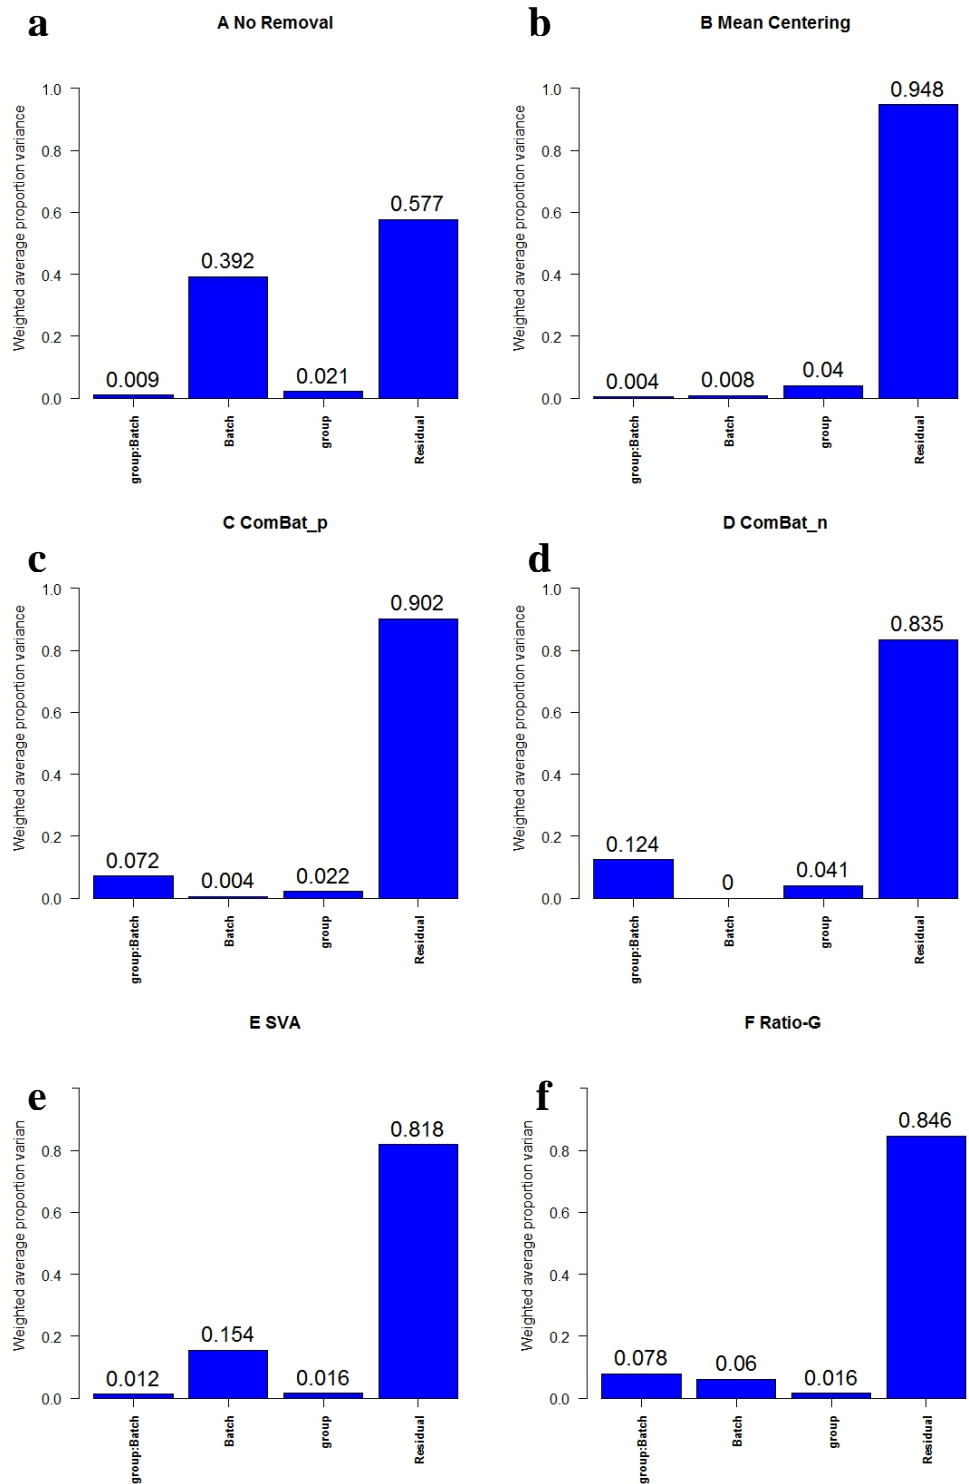 a
A No Removal
Weighted average proportion variance
1.0
0.8
0.6
0.4
0.2
0.0
0.009
0.392
0.021
0.577
group:Batch
Batch
group
Residual
b
B Mean Centering
Weighted average proportion variance
1.0
0.8
0.6
0.4
0.2
0.0
0.004
0.008
0.04
0.948
group:Batch
Batch
group
Residual
c
C ComBat_p
Weighted average proportion variance
1.0
0.8
0.6
0.4
0.2
0.0
0.072
0.004
0.022
0.902
group:Batch
Batch
group
Residual
d
D ComBat_n
Weighted average proportion variance
1.0
0.8
0.6
0.4
0.2
0.0
0.124
0
0.041
0.835
group:Batch
Batch
group
Residual
e
E SVA
Weighted average proportion varian
0.8
0.6
0.4
0.2
0.0
0.012
0.154
0.016
0.818
group:Batch
Batch
group
Residual
f
F Ratio-G
Weighted average proportion varian
0.8
0.6
0.4
0.2
0.0
0.078
0.06
0.016
0.846
group:Batch
Batch
group
Residual